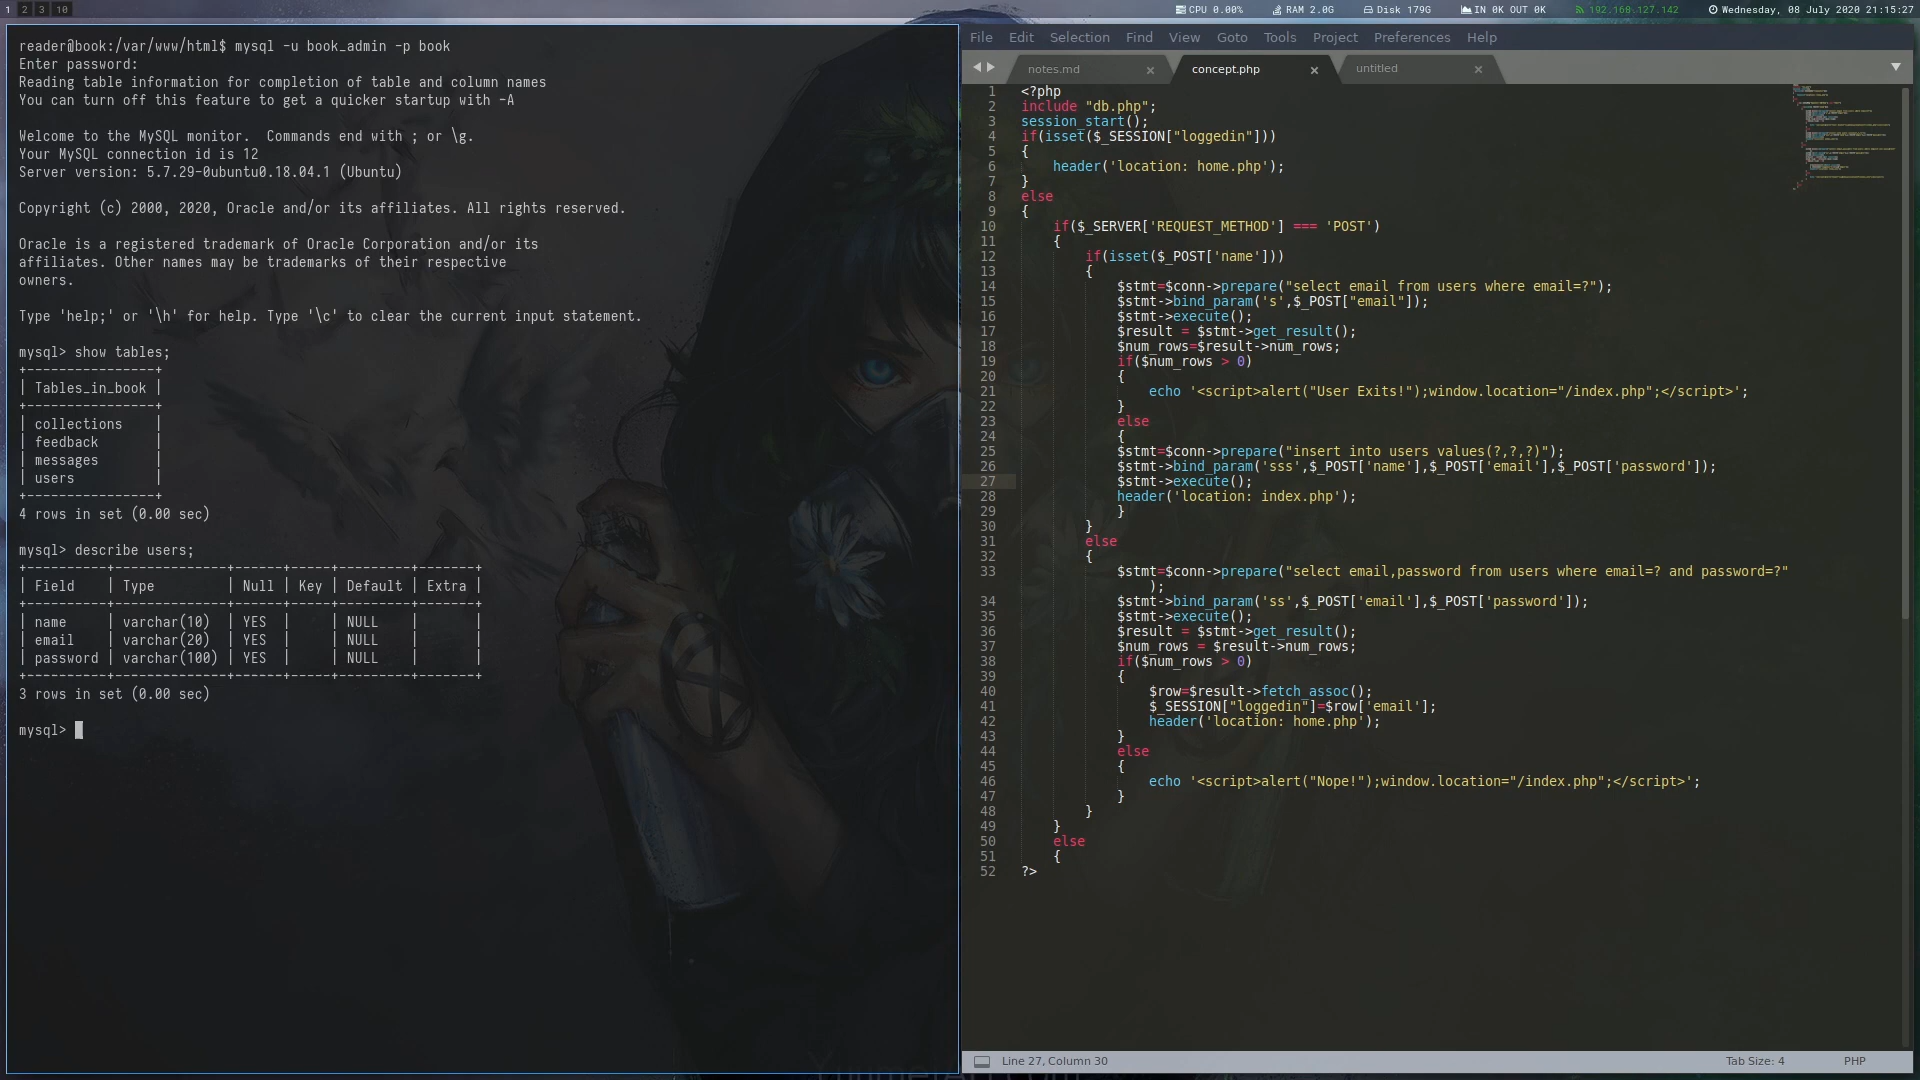 1 2 3 10
CPU 0.00% RAM 2.0G Disk 179G IN 0K OUT 0K 192.168.127.142 Wednesday, 08 July 2020 21:15:27
reader@book:/var/www/html$ mysql -u book_admin -p book
Enter password:
Reading table information for completion of table and column names
You can turn off this feature to get a quicker startup with -A
Welcome to the MySQL monitor.  Commands end with ; or \g.
Your MySQL connection id is 12
Server version: 5.7.29-0ubuntu0.18.04.1 (Ubuntu)
Copyright (c) 2000, 2020, Oracle and/or its affiliates. All rights reserved.
Oracle is a registered trademark of Oracle Corporation and/or its
affiliates. Other names may be trademarks of their respective
owners.
Type 'help;' or '\h' for help. Type '\c' to clear the current input statement.
mysql> show tables;
+----------------+
| Tables_in_book |
+----------------+
| collections    |
| feedback       |
| messages       |
| users          |
+----------------+
4 rows in set (0.00 sec)
mysql> describe users;
+----------+--------------+------+-----+---------+-------+
| Field    | Type         | Null | Key | Default | Extra |
+----------+--------------+------+-----+---------+-------+
| name     | varchar(10)  | YES  |     | NULL    |       |
| email    | varchar(20)  | YES  |     | NULL    |       |
| password | varchar(100) | YES  |     | NULL    |       |
+----------+--------------+------+-----+---------+-------+
3 rows in set (0.00 sec)
mysql>
File Edit Selection Find View Goto Tools Project Preferences Help
notes.md × concept.php × untitled ×
1 <?php
2 include "db.php";
3 session_start();
4 if(isset($_SESSION["loggedin"]))
5 {
6     header('location: home.php');
7 }
8 else
9 {
10     if($_SERVER['REQUEST_METHOD'] === 'POST')
11     {
12         if(isset($_POST['name']))
13         {
14             $stmt=$conn->prepare("select email from users where email=?");
15             $stmt->bind_param('s',$_POST["email"]);
16             $stmt->execute();
17             $result = $stmt->get_result();
18             $num_rows=$result->num_rows;
19             if($num_rows > 0)
20             {
21                 echo '<script>alert("User Exits!");window.location="/index.php";</script>';
22             }
23             else
24             {
25             $stmt=$conn->prepare("insert into users values(?,?,?)");
26             $stmt->bind_param('sss',$_POST['name'],$_POST['email'],$_POST['password']);
27             $stmt->execute();
28             header('location: index.php');
29             }
30         }
31         else
32         {
33             $stmt=$conn->prepare("select email,password from users where email=? and password=?"
);
34             $stmt->bind_param('ss',$_POST['email'],$_POST['password']);
35             $stmt->execute();
36             $result = $stmt->get_result();
37             $num_rows = $result->num_rows;
38             if($num_rows > 0)
39             {
40                 $row=$result->fetch_assoc();
41                 $_SESSION["loggedin"]=$row['email'];
42                 header('location: home.php');
43             }
44             else
45             {
46                 echo '<script>alert("Nope!");window.location="/index.php";</script>';
47             }
48         }
49     }
50     else
51     {
52 ?>
Line 27, Column 30 Tab Size: 4 PHP